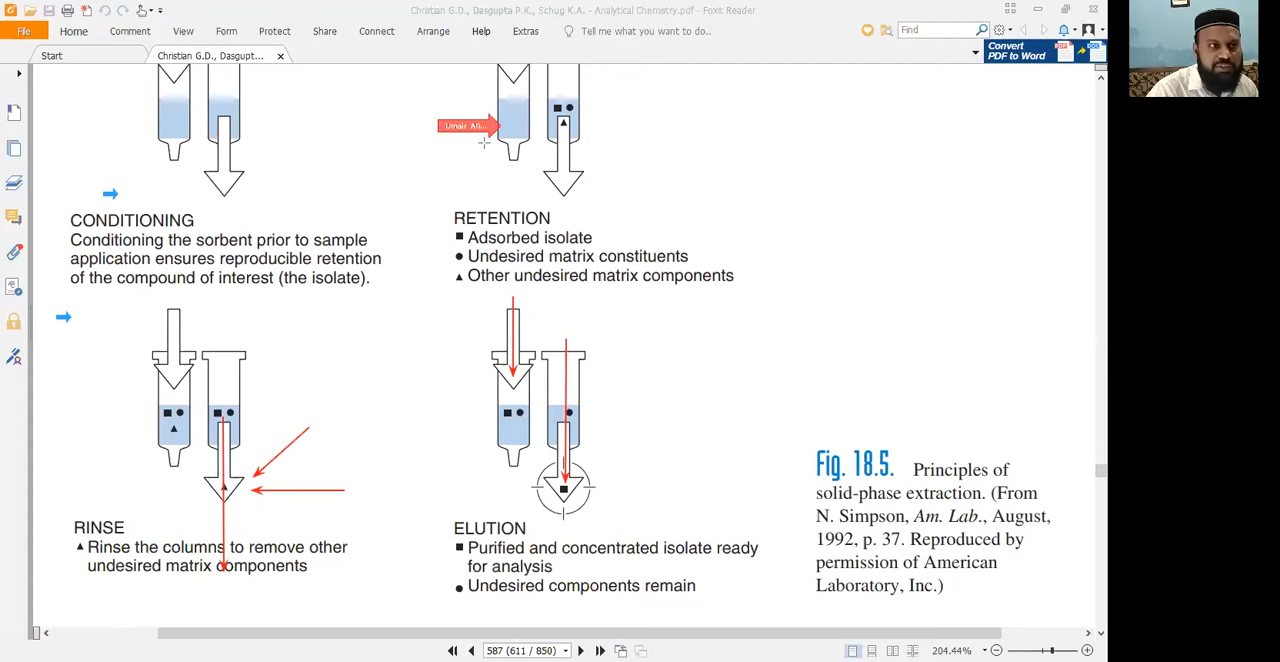 Christian G.D., Dasgupta P.K., Schug K.A. - Analytical Chemistry.pdf - Foxit Reader
File Home Comment View Form Protect Share Connect Arrange Help Extras Tell me what you want to do.. Find
Start Christian G.D., Dasgupt...
Convert
PDF to Word
Umair Afi...
CONDITIONING
Conditioning the sorbent prior to sample
application ensures reproducible retention
of the compound of interest (the isolate).
RETENTION
■ Adsorbed isolate
● Undesired matrix constituents
▲ Other undesired matrix components
RINSE
▲ Rinse the columns to remove other
undesired matrix components
ELUTION
■ Purified and concentrated isolate ready
for analysis
● Undesired components remain
Fig. 18.5. Principles of
solid-phase extraction. (From
N. Simpson, Am. Lab., August,
1992, p. 37. Reproduced by
permission of American
Laboratory, Inc.)
587 (611 / 850)
204.44%